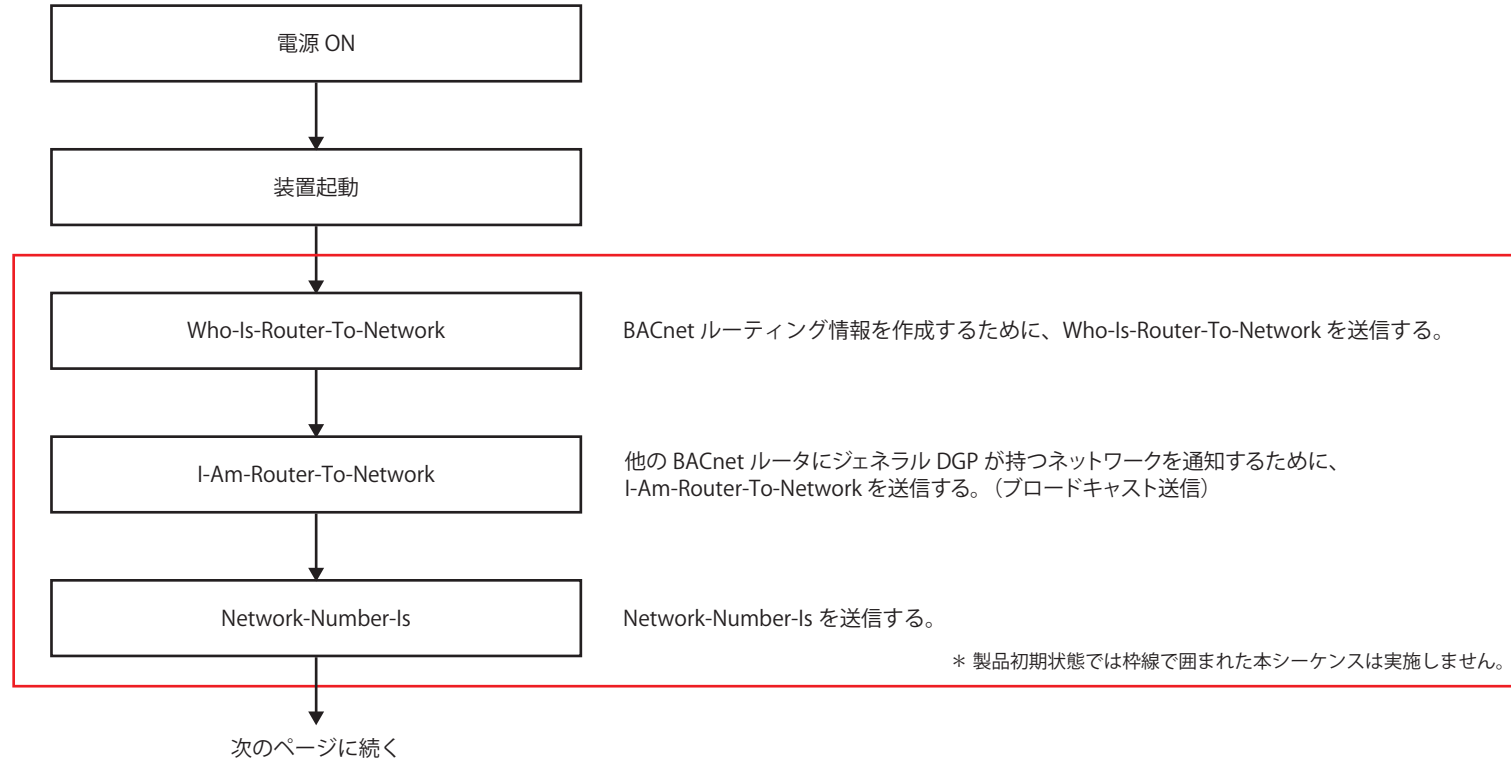 電源 ON
装置起動
Who-Is-Router-To-Network
BACnet ルーティング情報を作成するために、Who-Is-Router-To-Network を送信する。
I-Am-Router-To-Network
他の BACnet ルータにジェネラル DGP が持つネットワークを通知するために、
I-Am-Router-To-Network を送信する。（ブロードキャスト送信）
Network-Number-Is
Network-Number-Is を送信する。
＊ 製品初期状態では枠線で囲まれた本シーケンスは実施しません。
次のページに続く